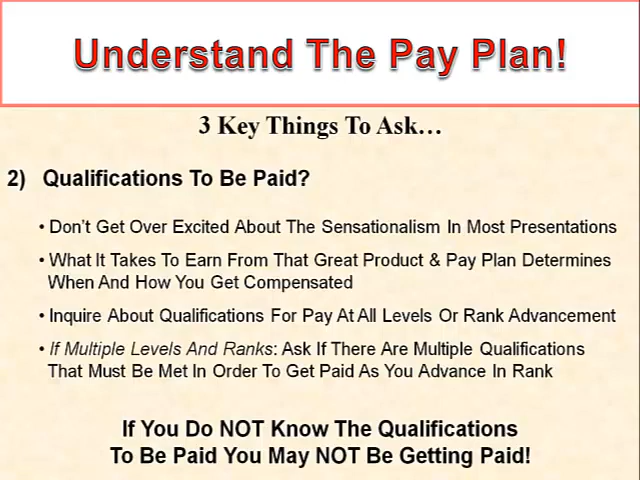 Understand The Pay Plan!
3 Key Things To Ask…
2) Qualifications To Be Paid?
• Don't Get Over Excited About The Sensationalism In Most Presentations
• What It Takes To Earn From That Great Product & Pay Plan Determines
When And How You Get Compensated
• Inquire About Qualifications For Pay At All Levels Or Rank Advancement
• If Multiple Levels And Ranks: Ask If There Are Multiple Qualifications
That Must Be Met In Order To Get Paid As You Advance In Rank
If You Do NOT Know The Qualifications
To Be Paid You May NOT Be Getting Paid!